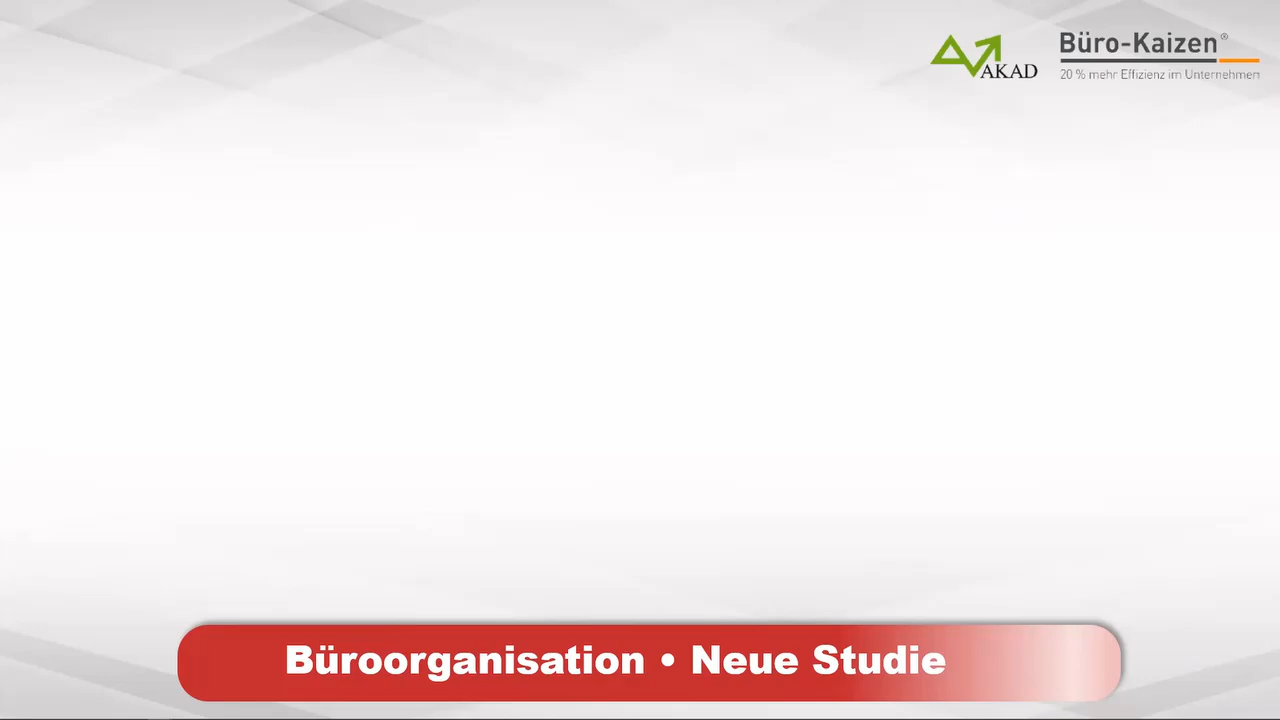 AKAD
Büro-Kaizen®
20 % mehr Effizienz im Unternehmen
Büroorganisation • Neue Studie